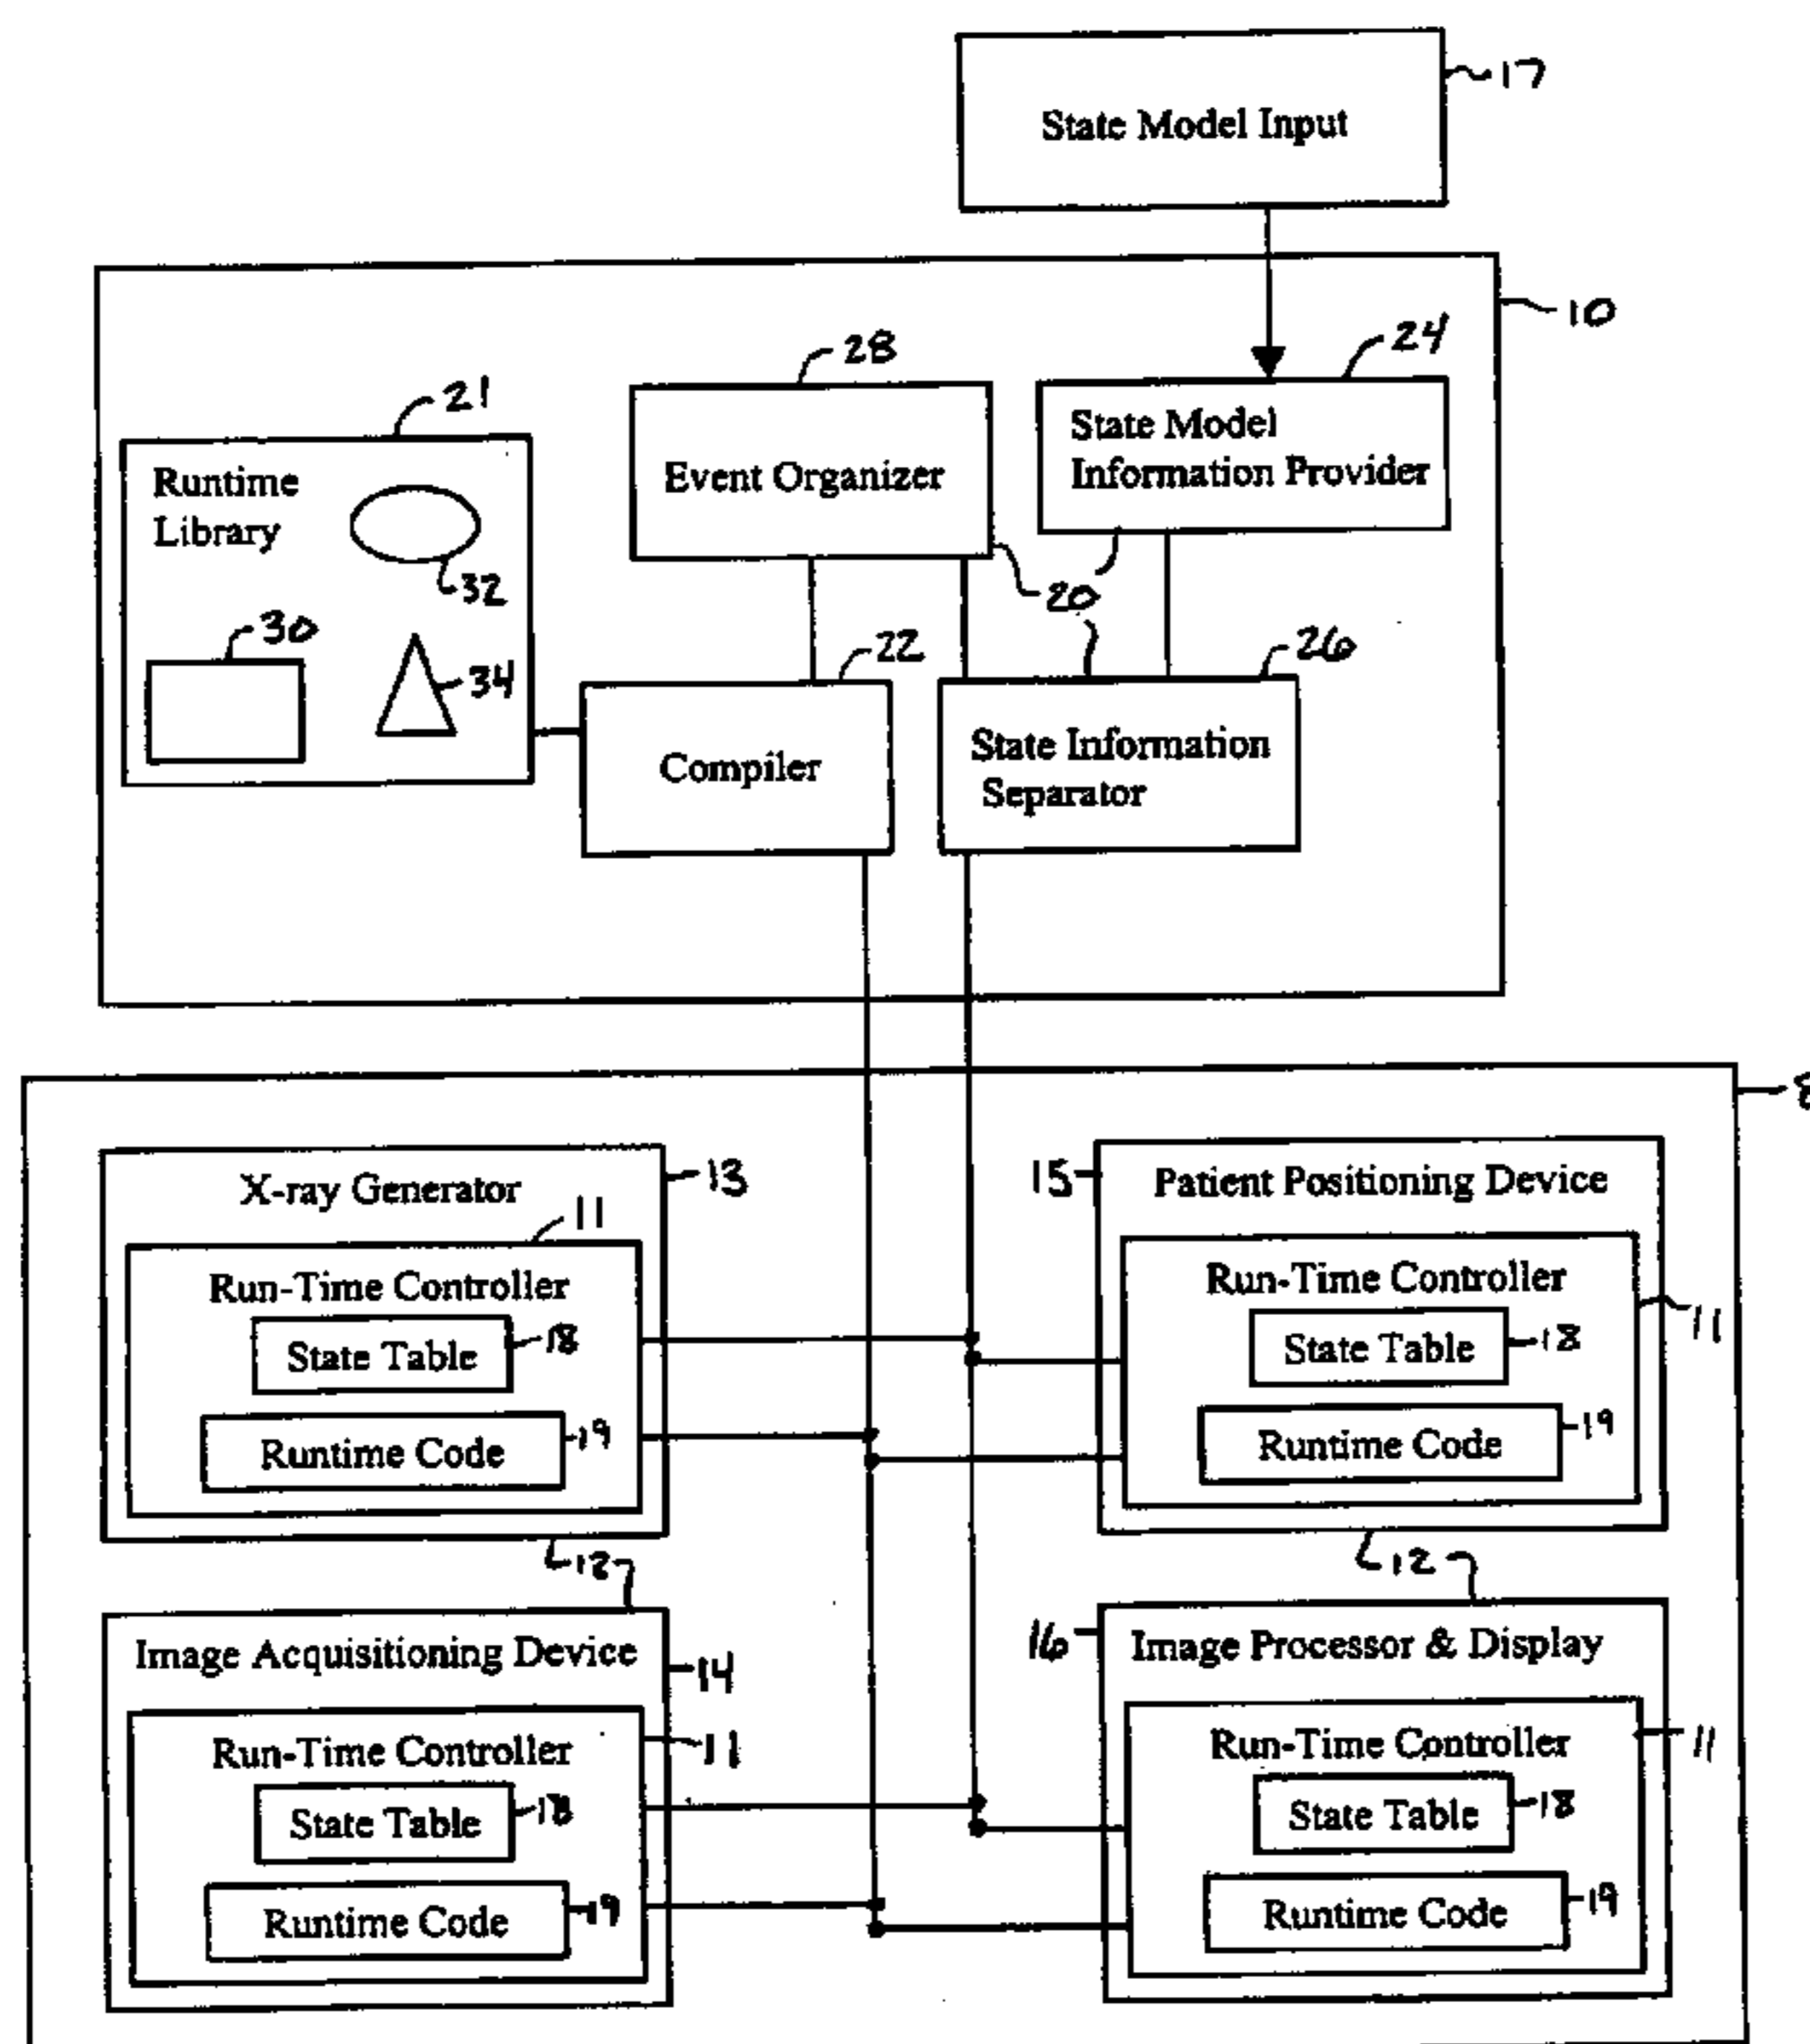 State Model Input
17
10
28
24
21
Event Organizer
State Model
Information Provider
Runtime
Library
32
20
30
34
22
26
Compiler
State Information
Separator
8
X-ray Generator
13
11
Run-Time Controller
State Table
18
Runtime Code
19
15
Patient Positioning Device
Run-Time Controller
11
State Table
18
Runtime Code
19
12
12
Image Acquisitioning Device
14
Run-Time Controller
11
State Table
18
Runtime Code
19
16
Image Processor & Display
Run-Time Controller
11
State Table
18
Runtime Code
19